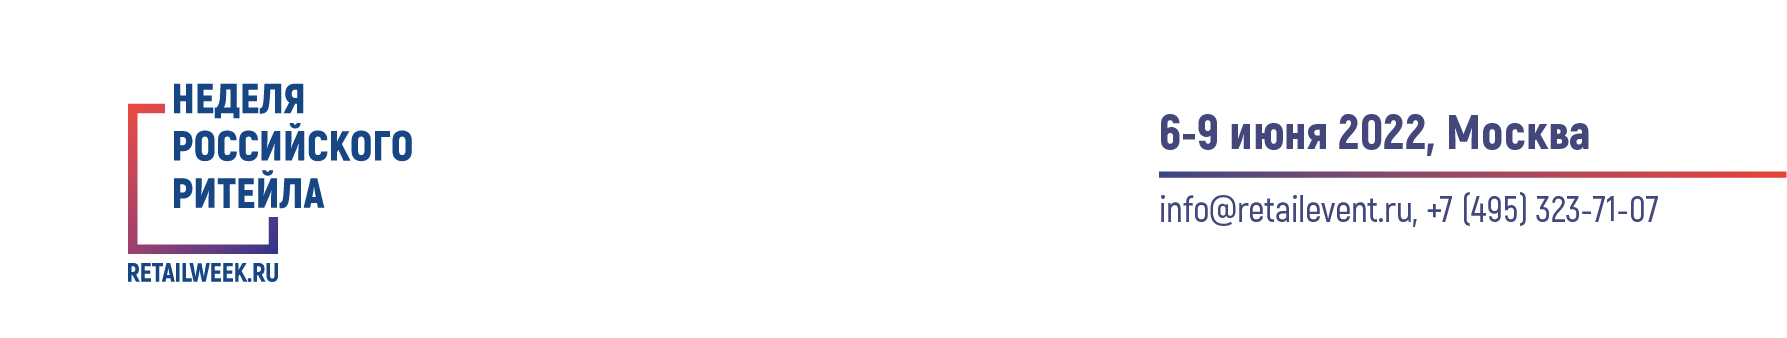 НЕДЕЛЯ
РОССИЙСКОГО
РИТЕЙЛА
RETAILWEEK.RU
6-9 июня 2022, Москва
info@retailevent.ru, +7 (495) 323-71-07